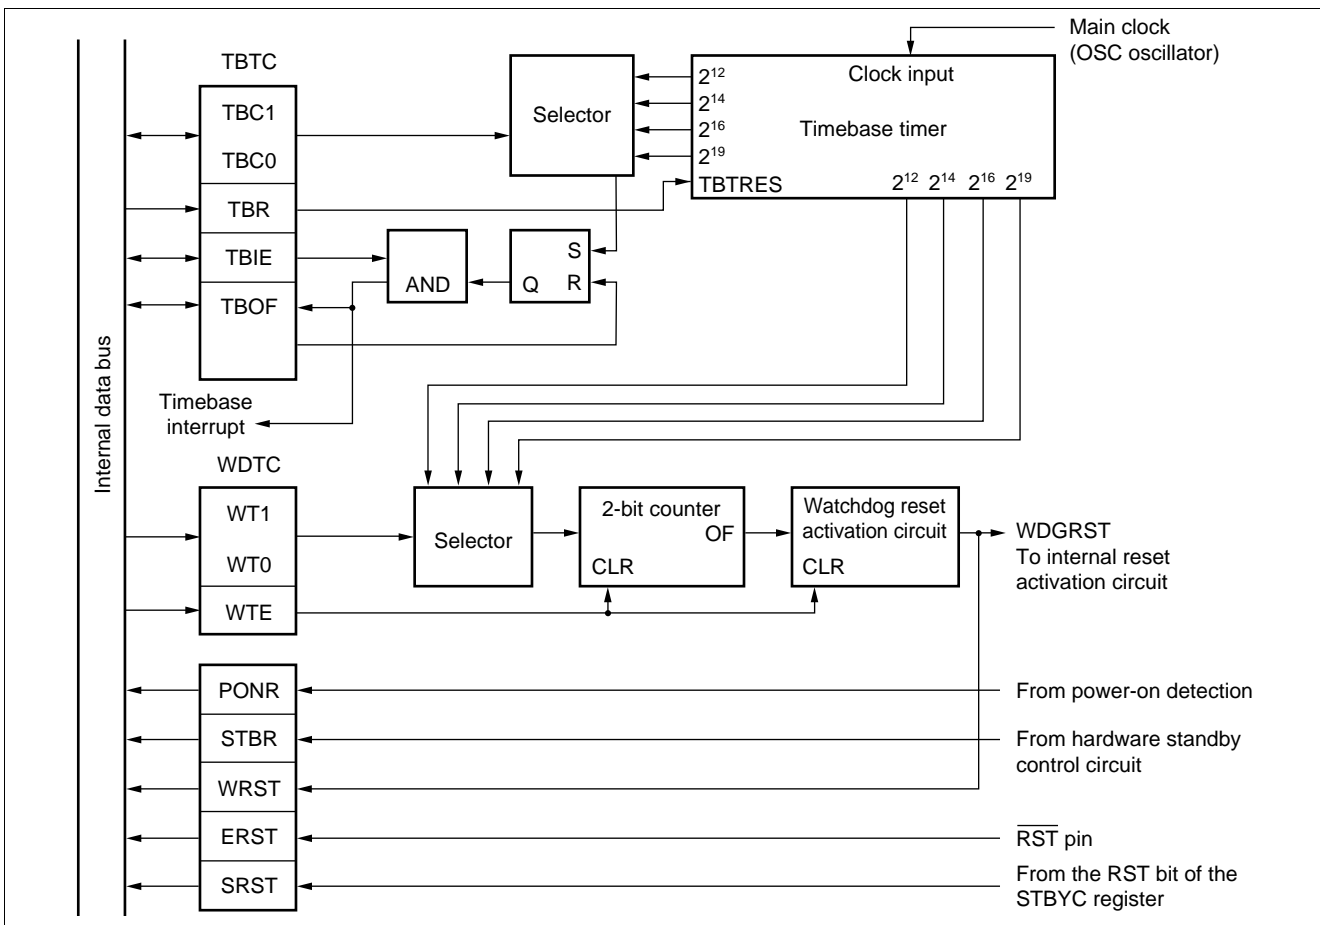 Main clock
(OSC oscillator)
TBTC
TBC1
TBC0
TBR
TBIE
TBOF
Selector
2¹²
2¹⁴
2¹⁶
2¹⁹
Clock input
Timebase timer
TBTRES
2¹² 2¹⁴ 2¹⁶ 2¹⁹
AND
S
Q R
Internal data bus
Timebase
interrupt
WDTC
WT1
WT0
WTE
Selector
2-bit counter
OF
CLR
Watchdog reset
activation circuit
CLR
WDGRST
To internal reset
activation circuit
PONR
From power-on detection
STBR
From hardware standby
control circuit
WRST
ERST
R̅S̅T̅ pin
SRST
From the RST bit of the
STBYC register